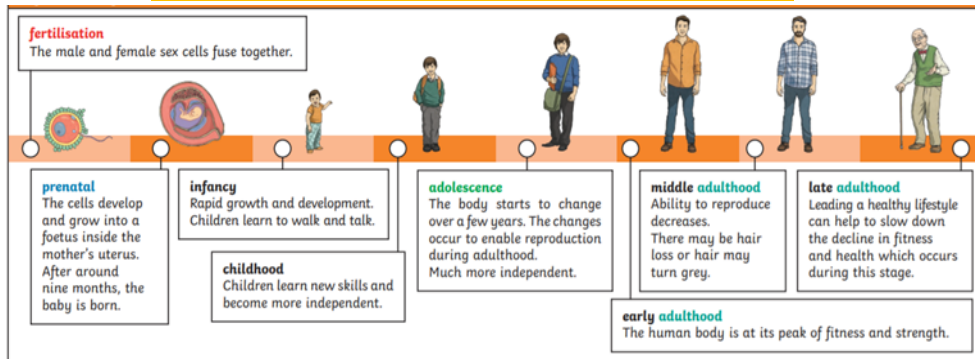 fertilisation
The male and female sex cells fuse together.
prenatal
The cells develop
and grow into a
foetus inside the
mother's uterus.
After around
nine months, the
baby is born.
infancy
Rapid growth and development.
Children learn to walk and talk.
childhood
Children learn new skills and
become more independent.
adolescence
The body starts to change
over a few years. The changes
occur to enable reproduction
during adulthood.
Much more independent.
early adulthood
The human body is at its peak of fitness and strength.
middle adulthood
Ability to reproduce
decreases.
There may be hair
loss or hair may
turn grey.
late adulthood
Leading a healthy lifestyle
can help to slow down
the decline in fitness
and health which occurs
during this stage.